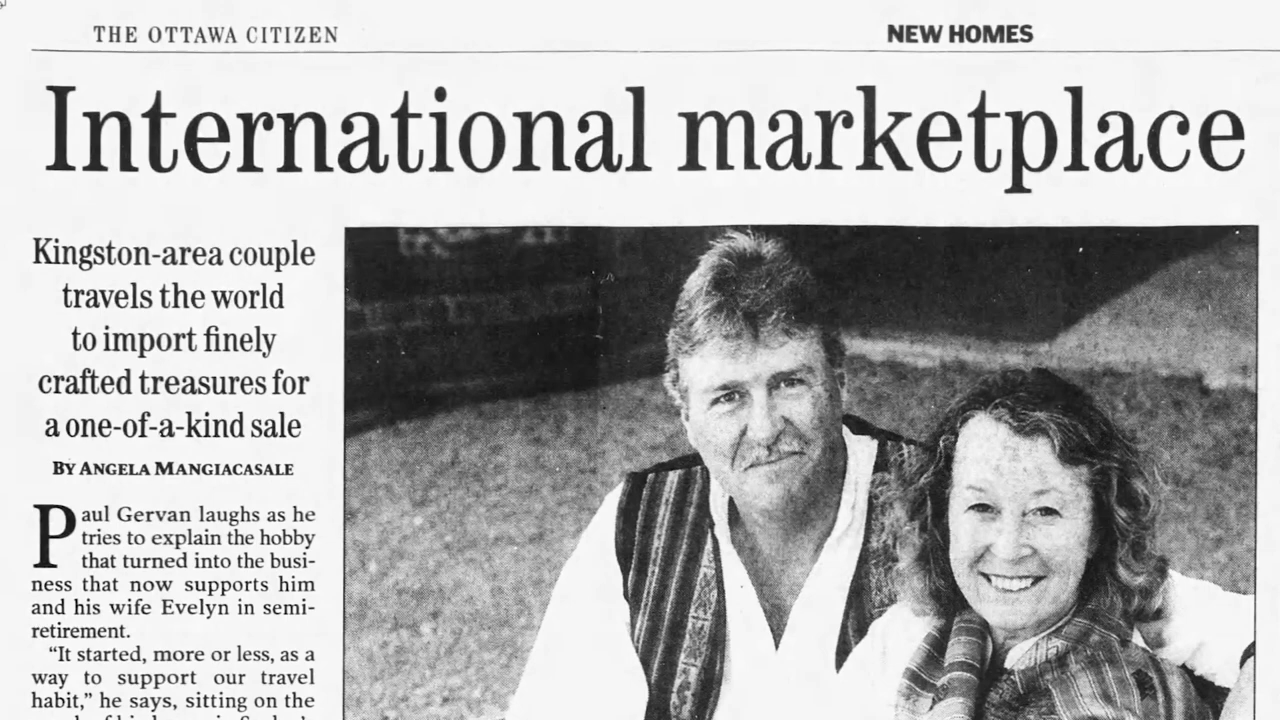 THE OTTAWA CITIZEN
NEW HOMES
International marketplace
Kingston-area couple
travels the world
to import finely
crafted treasures for
a one-of-a-kind sale
BY ANGELA MANGIACASALE
Paul Gervan laughs as he
tries to explain the hobby
that turned into the busi-
ness that now supports him
and his wife Evelyn in semi-
retirement.
“It started, more or less, as a
way to support our travel
habit,” he says, sitting on the